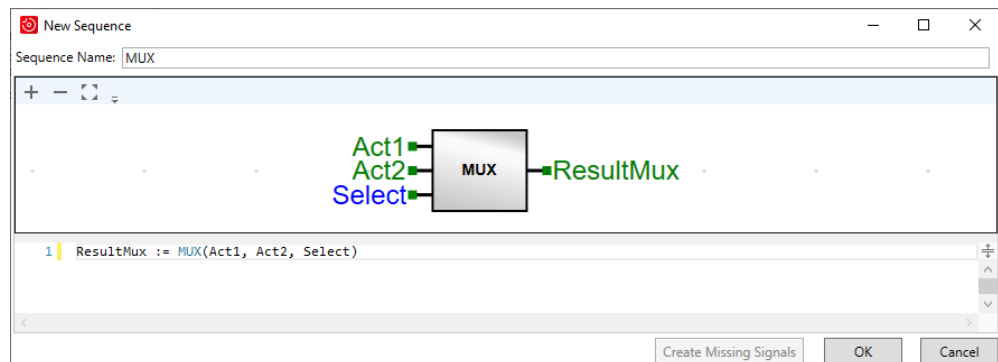 New Sequence
Sequence Name: MUX
Act1
Act2
Select
MUX
ResultMux
1 ResultMux := MUX(Act1, Act2, Select)
Create Missing Signals
OK
Cancel